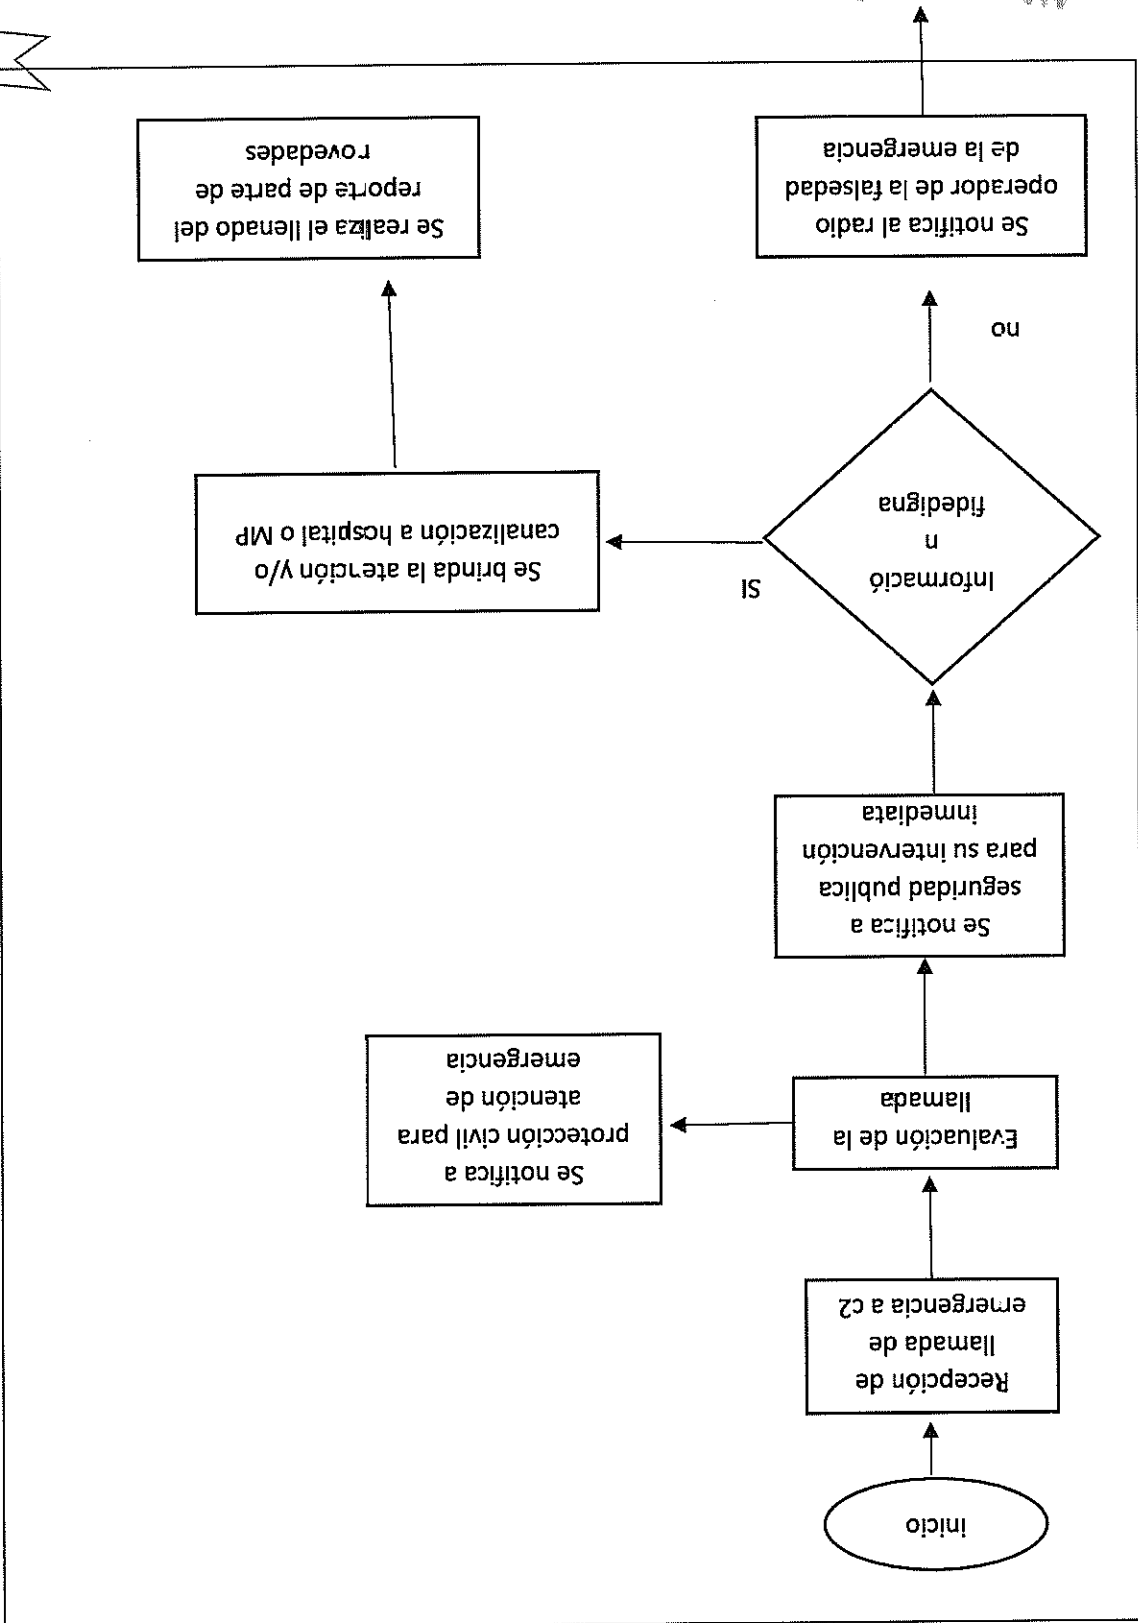 inicio
Recepción de
llamada de
emergencia a c2
Evaluación de la
llamada
Se notifica a
protección civil para
atención de
emergencia
Se notifica a
seguridad publica
para su intervención
inmediata
Informació
n
fidedigna
SI
no
Se brinda la atención y/o
canalización a hospital o MP
Se notifica al radio
operador de la falsedad
de la emergencia
Se realiza el llenado del
reporte de parte de
novedades